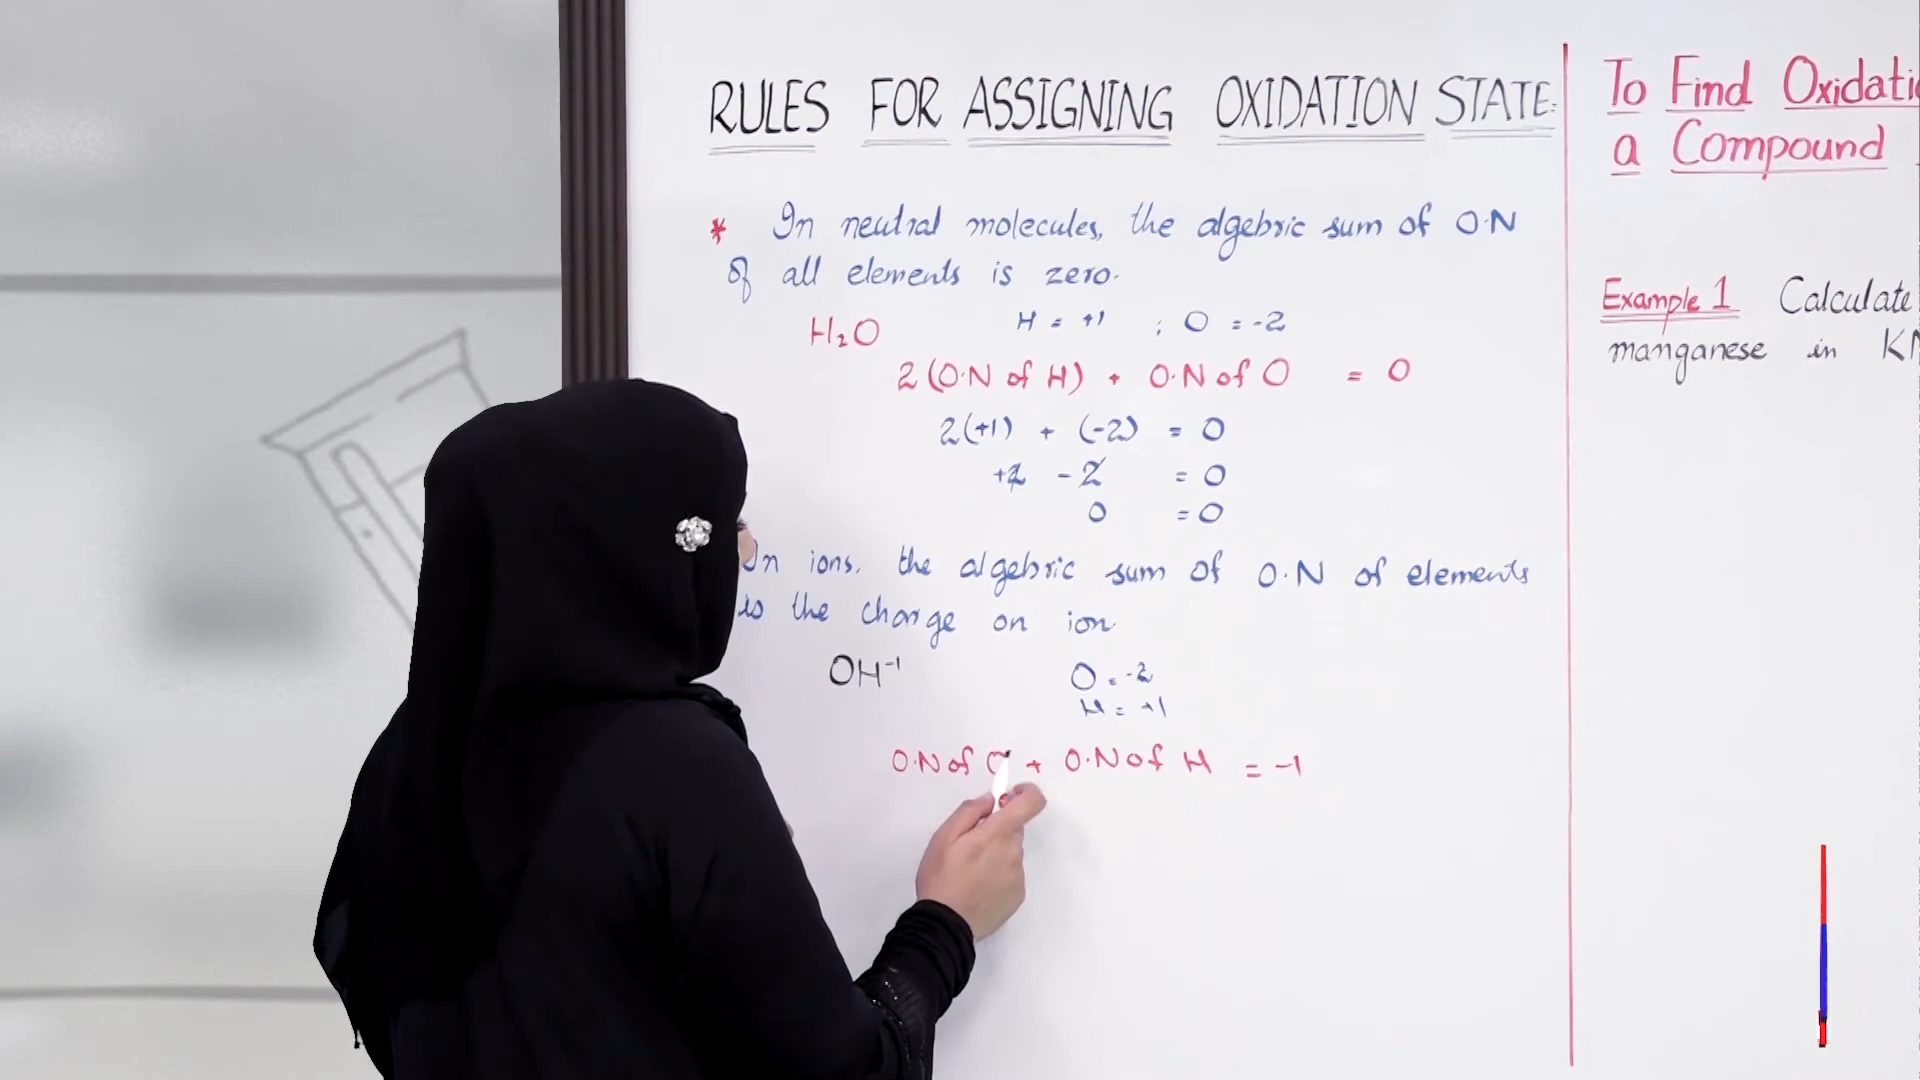 RULES FOR ASSIGNING OXIDATION STATE:
* In neutral molecules, the algebric sum of O.N
of all elements is zero.
H₂O H = +1 ; O = -2
2(O.N of H) + O.N of O = 0
2(+1) + (-2) = 0
+2 - 2 = 0
0 = 0
In ions, the algebric sum of O.N of elements
is the charge on ion.
OH⁻¹ O = -2
H = +1
O.N of O + O.N of H = -1
To Find
a Compound
Example 1 Calculate
manganese in